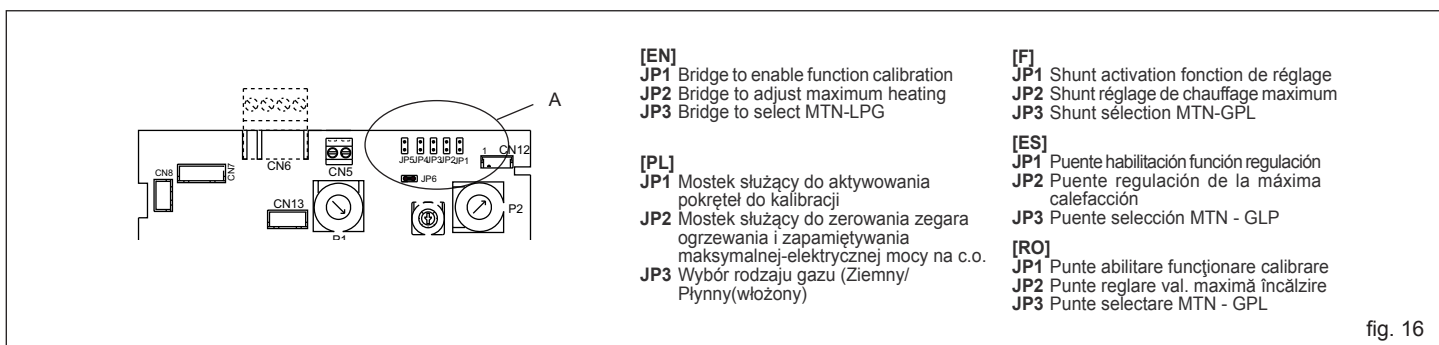 A
JP5 JP4 JP3 JP2 JP1
1 CN12
CN6
CN5
CN7
CN8
JP6
CN13
P2
[EN]
JP1 Bridge to enable function calibration
JP2 Bridge to adjust maximum heating
JP3 Bridge to select MTN-LPG
[PL]
JP1 Mostek służący do aktywowania
pokręteł do kalibracji
JP2 Mostek służący do zerowania zegara
ogrzewania i zapamiętywania
maksymalnej-elektrycznej mocy na c.o.
JP3 Wybór rodzaju gazu (Ziemny/
Płynny(włożony)
[F]
JP1 Shunt activation fonction de réglage
JP2 Shunt réglage de chauffage maximum
JP3 Shunt sélection MTN-GPL
[ES]
JP1 Puente habilitación función regulación
JP2 Puente regulación de la máxima
calefacción
JP3 Puente selección MTN - GLP
[RO]
JP1 Punte abilitare funcţionare calibrare
JP2 Punte reglare val. maximă încălzire
JP3 Punte selectare MTN - GPL
fig. 16